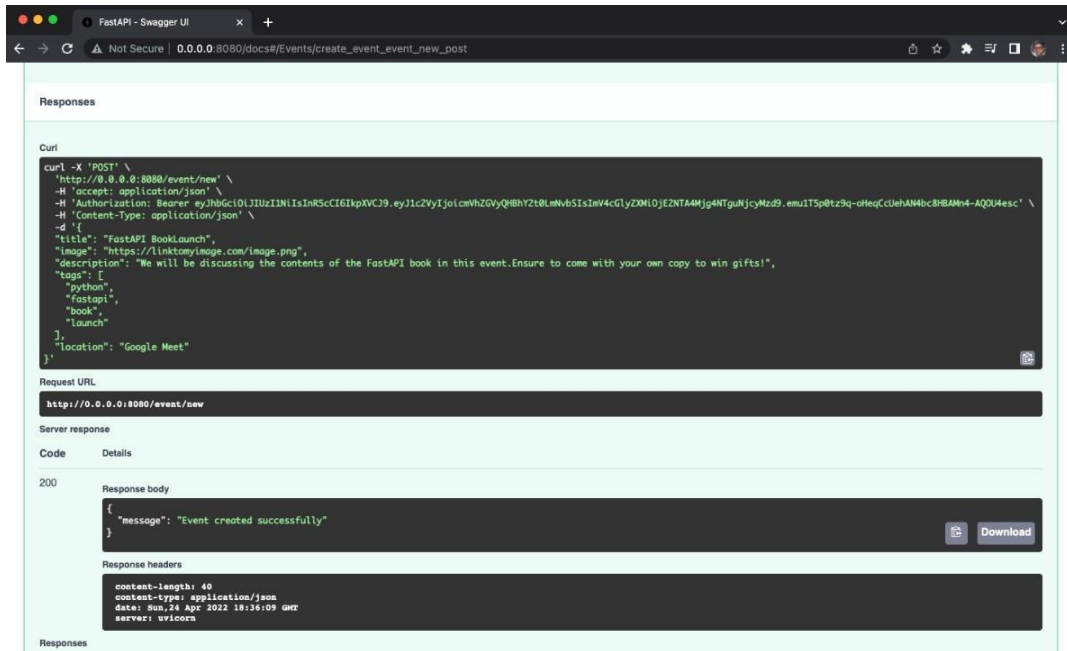 FastAPI - Swagger UI
Not Secure | 0.0.0.0:8080/docs#/Events/create_event_event_new_post
Responses
Curl
curl -X 'POST' \
'http://0.0.0.0:8080/event/new' \
-H 'accept: application/json' \
-H 'Authorization: Bearer eyJhbGciOiJIUzI1NiIsInR5cCI6IkpXVCJ9.eyJ1c2VyIjoicmVhZGVyQHBhY2t0LmNvbSIsImV4cGlyZXMiOjE2NTA4Mjg4NTguNjcyMzd9.emu1T5p0tz9q-oHeqCcUehAN4bc8HBAMn4-AQOU4esc' \
-H 'Content-Type: application/json' \
-d '{
"title": "FastAPI BookLaunch",
"image": "https://linktomyimage.com/image.png",
"description": "We will be discussing the contents of the FastAPI book in this event.Ensure to come with your own copy to win gifts!",
"tags": [
"python",
"fastapi",
"book",
"launch"
],
"location": "Google Meet"
}'
Request URL
http://0.0.0.0:8080/event/new
Server response
Code Details
200
Response body
{
"message": "Event created successfully"
}
Download
Response headers
content-length: 40
content-type: application/json
date: Sun,24 Apr 2022 18:36:09 GMT
server: uvicorn
Responses